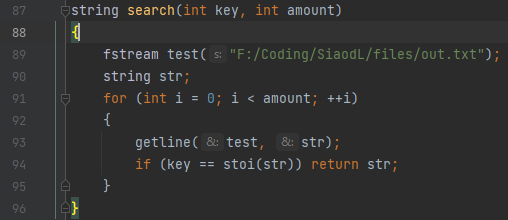 87 string search(int key, int amount)
88 {
89     fstream test( s: "F:/Coding/SiaodL/files/out.txt");
90     string str;
91     for (int i = 0; i < amount; ++i)
92     {
93         getline( &: test, &: str);
94         if (key == stoi(str)) return str;
95     }
96 }